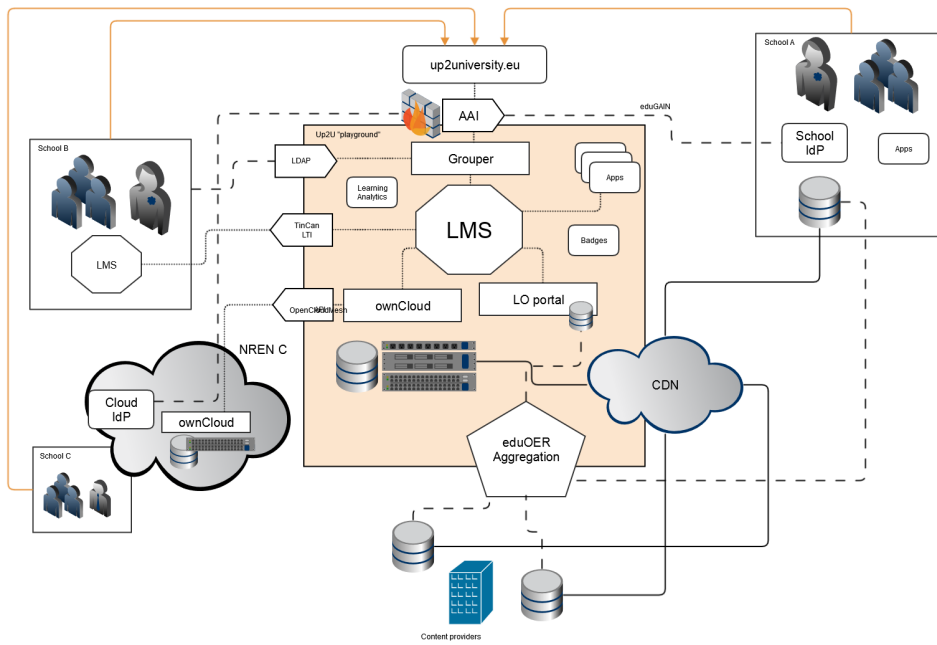 School A
up2university.eu
eduGAIN
AAI
School
IdP
Apps
Up2U "playground"
School B
LDAP
Grouper
Apps
Learning
Analytics
TinCan
LTI
LMS
Badges
LMS
OpenCloudMesh
ownCloud
LO portal
NREN C
CDN
Cloud
IdP
ownCloud
eduOER
Aggregation
School C
Content providers